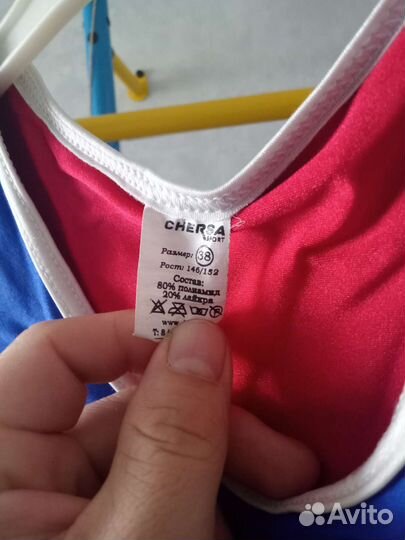 CHERSA
SPORT
Размер: 38
Рост: 146/152
Состав:
80% полиамид
20% лайкра
Avito